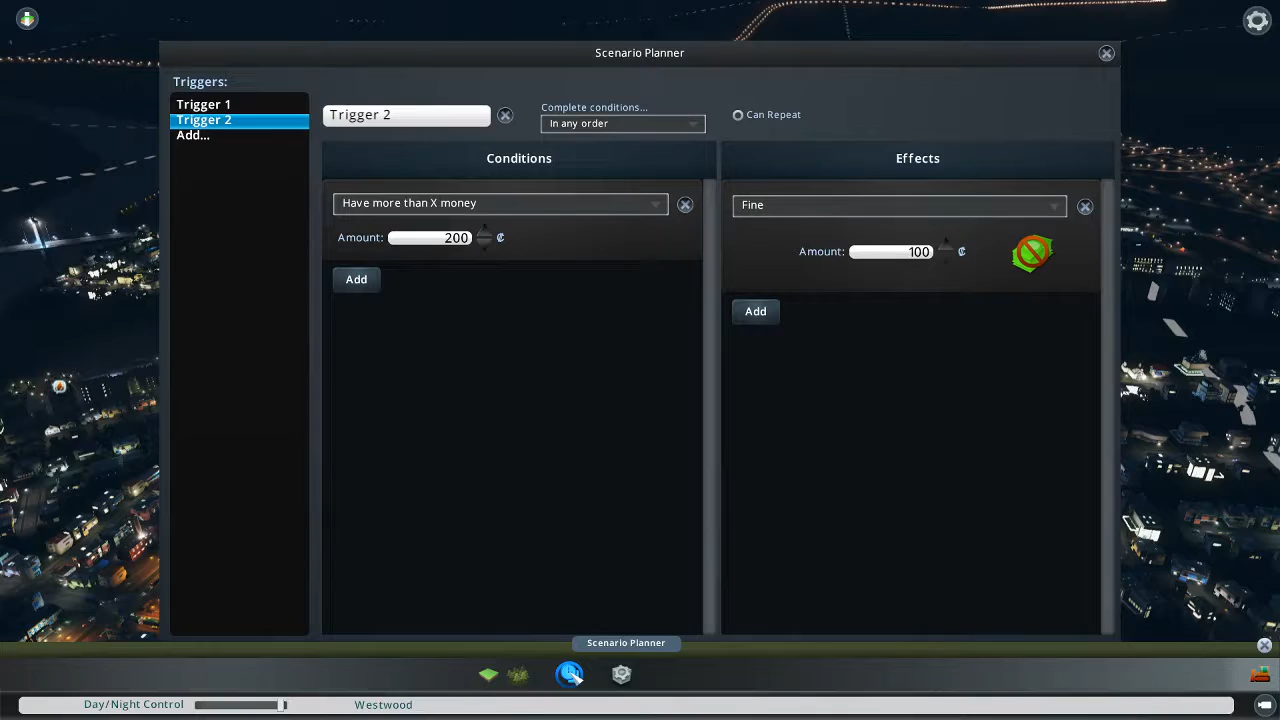 Scenario Planner
Triggers:
Trigger 1
Trigger 2
Add...
Trigger 2
Complete conditions...
In any order
Can Repeat
Conditions
Effects
Have more than X money
Amount: 200 ₡
Add
Fine
Amount: 100 ₡
Add
Scenario Planner
Day/Night Control
Westwood